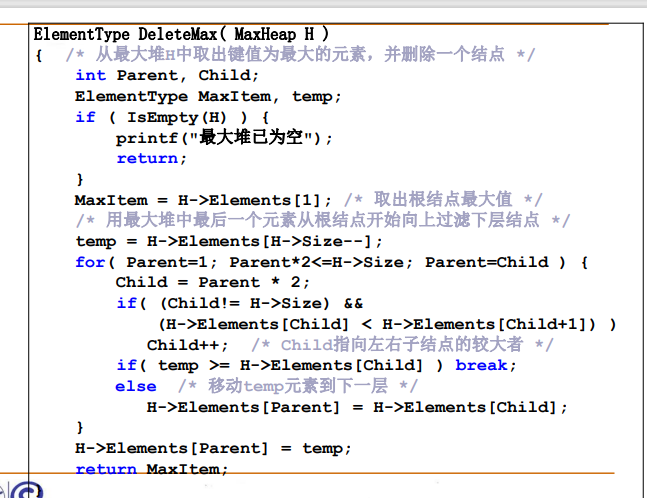 ElementType DeleteMax( MaxHeap H )
{ /* 从最大堆H中取出键值为最大的元素，并删除一个结点 */
int Parent, Child;
ElementType MaxItem, temp;
if ( IsEmpty(H) ) {
printf("最大堆已为空");
return;
}
MaxItem = H->Elements[1]; /* 取出根结点最大值 */
/* 用最大堆中最后一个元素从根结点开始向上过滤下层结点 */
temp = H->Elements[H->Size--];
for( Parent=1; Parent*2<=H->Size; Parent=Child ) {
Child = Parent * 2;
if( (Child!= H->Size) &&
(H->Elements[Child] < H->Elements[Child+1]) )
Child++; /* Child指向左右子结点的较大者 */
if( temp >= H->Elements[Child] ) break;
else /* 移动temp元素到下一层 */
H->Elements[Parent] = H->Elements[Child];
}
H->Elements[Parent] = temp;
return MaxItem;